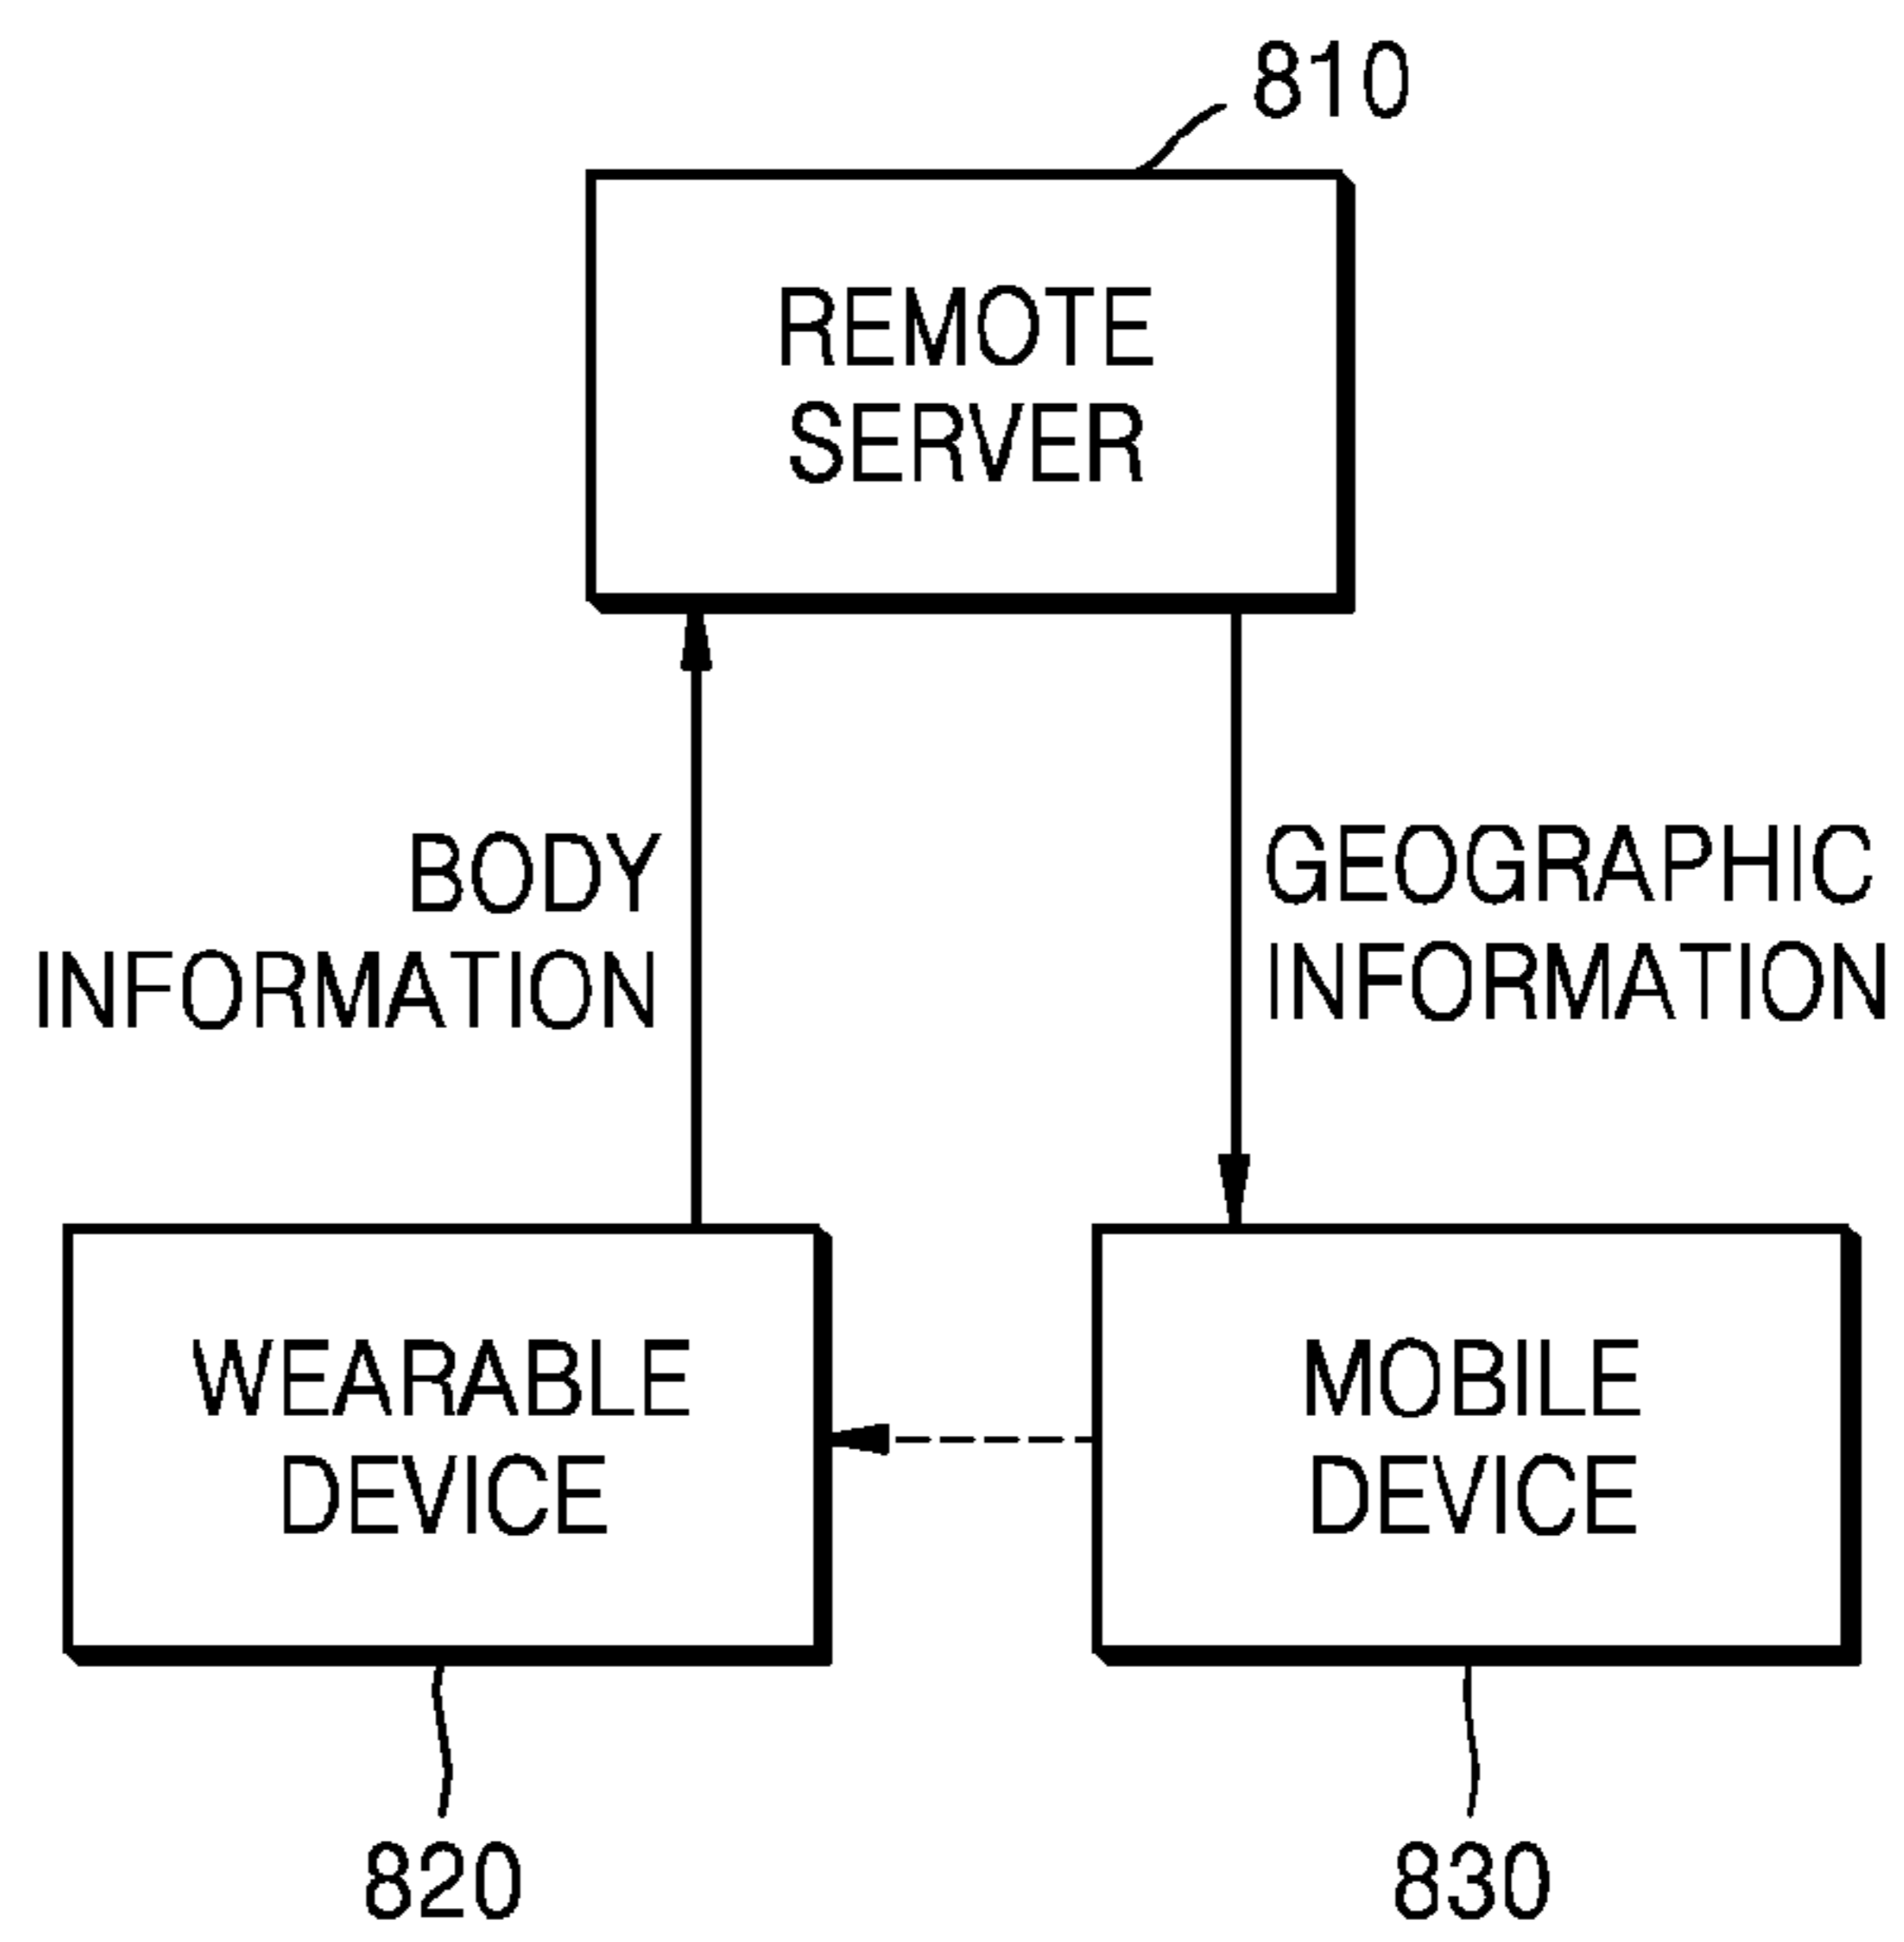 810
REMOTE
SERVER
BODY
INFORMATION
GEOGRAPHIC
INFORMATION
WEARABLE
DEVICE
MOBILE
DEVICE
820
830